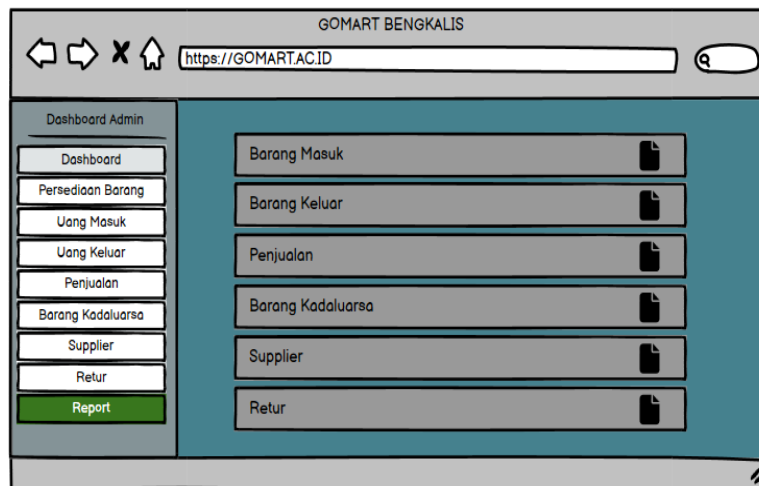 GOMART BENGKALIS
https://GOMART.AC.ID
Dashboard Admin
Dashboard
Persediaan Barang
Uang Masuk
Uang Keluar
Penjualan
Barang Kadaluarsa
Supplier
Retur
Report
Barang Masuk
Barang Keluar
Penjualan
Barang Kadaluarsa
Supplier
Retur